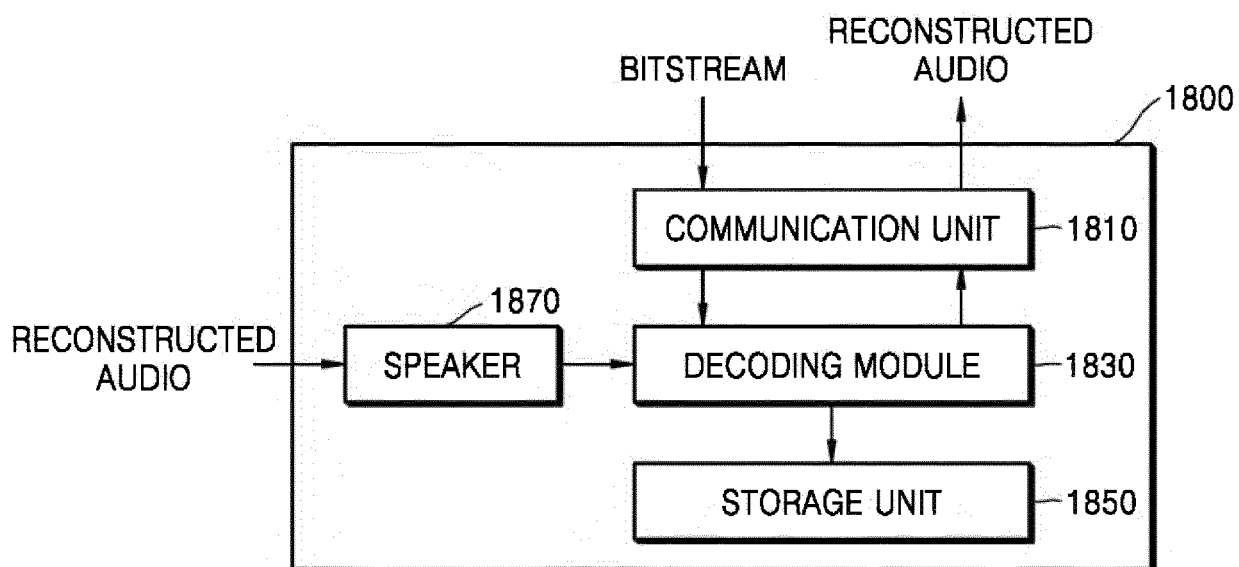 RECONSTRUCTED
AUDIO
BITSTREAM
1800
COMMUNICATION UNIT
1810
1870
RECONSTRUCTED
AUDIO
SPEAKER
DECODING MODULE
1830
STORAGE UNIT
1850